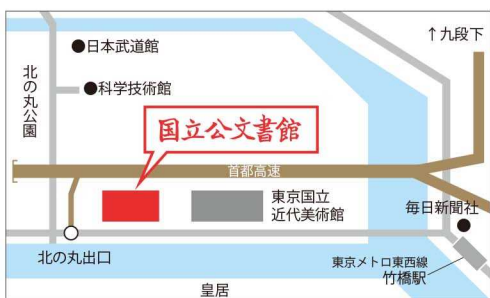 ↑九段下
●日本武道館
北の丸公園
●科学技術館
国立公文書館
首都高速
東京国立
近代美術館
毎日新聞社
北の丸出口
東京メトロ東西線
竹橋駅
皇居